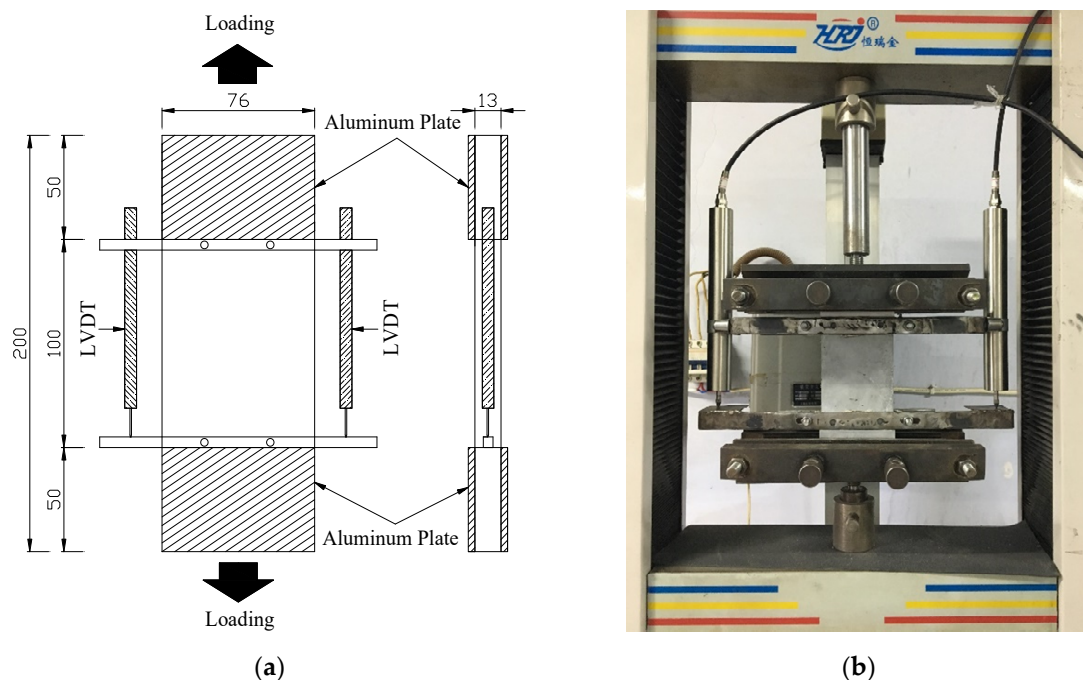 Loading
76
13
Aluminum Plate
50
100
200
50
LVDT
LVDT
Aluminum Plate
Loading
(a)
HRJ®
恒瑞金
(b)